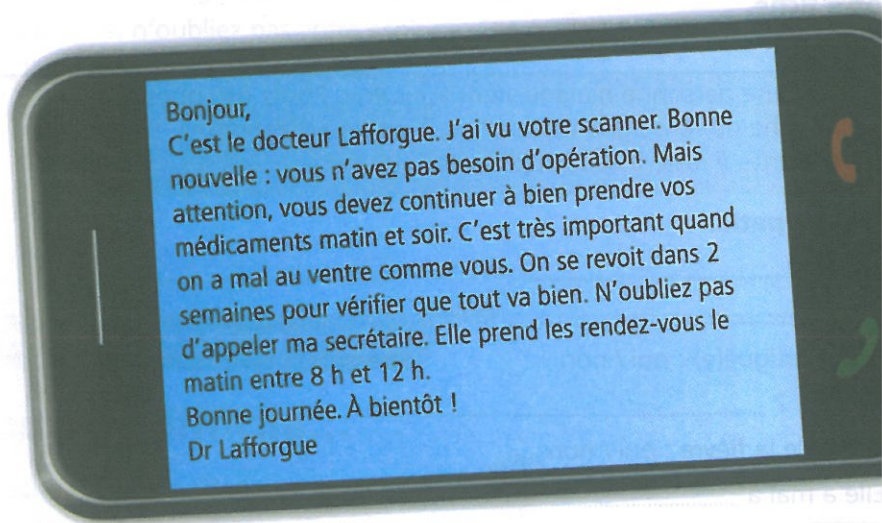 Bonjour,
C'est le docteur Lafforgue. J'ai vu votre scanner. Bonne
nouvelle : vous n'avez pas besoin d'opération. Mais
attention, vous devez continuer à bien prendre vos
médicaments matin et soir. C'est très important quand
on a mal au ventre comme vous. On se revoit dans 2
semaines pour vérifier que tout va bien. N'oubliez pas
d'appeler ma secrétaire. Elle prend les rendez-vous le
matin entre 8 h et 12 h.
Bonne journée. À bientôt !
Dr Lafforgue